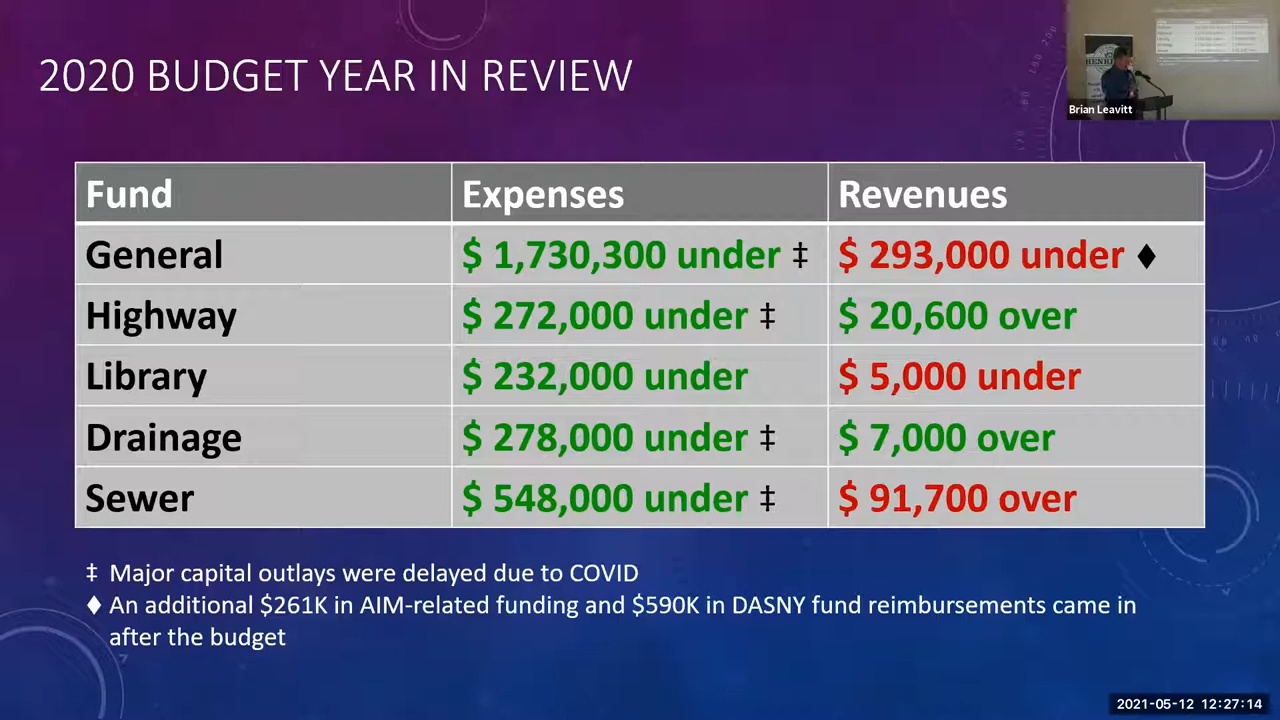 2020 BUDGET YEAR IN REVIEW
Brian Leavitt
Fund Expenses Revenues
General $ 1,730,300 under ‡ $ 293,000 under ♦
Highway $ 272,000 under ‡ $ 20,600 over
Library $ 232,000 under $ 5,000 under
Drainage $ 278,000 under ‡ $ 7,000 over
Sewer $ 548,000 under ‡ $ 91,700 over
‡ Major capital outlays were delayed due to COVID
♦ An additional $261K in AIM-related funding and $590K in DASNY fund reimbursements came in
after the budget
2021-05-12 12:27:14